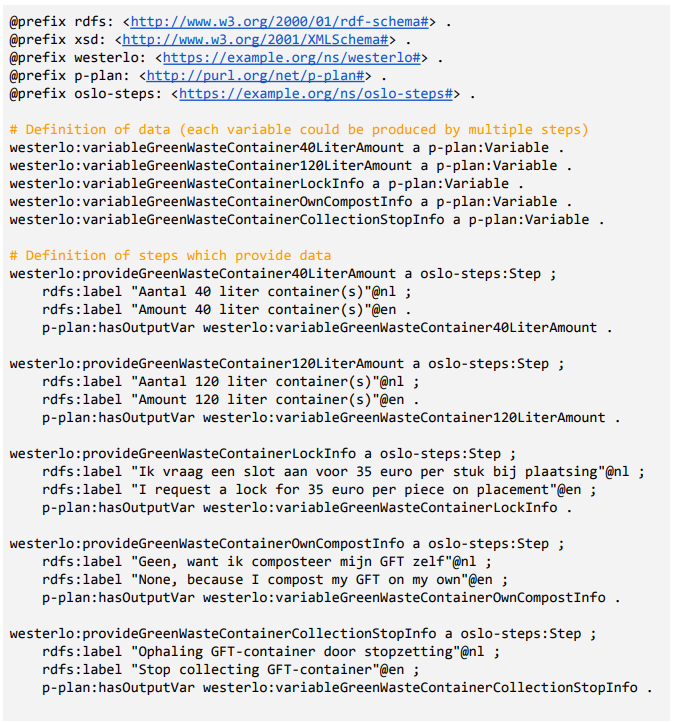 @prefix rdfs: <http://www.w3.org/2000/01/rdf-schema#> .
@prefix xsd: <http://www.w3.org/2001/XMLSchema#> .
@prefix westerlo: <https://example.org/ns/westerlo#> .
@prefix p-plan: <http://purl.org/net/p-plan#> .
@prefix oslo-steps: <https://example.org/ns/oslo-steps#> .

# Definition of data (each variable could be produced by multiple steps)
westerlo:variableGreenWasteContainer40LiterAmount a p-plan:Variable .
westerlo:variableGreenWasteContainer120LiterAmount a p-plan:Variable .
westerlo:variableGreenWasteContainerLockInfo a p-plan:Variable .
westerlo:variableGreenWasteContainerOwnCompostInfo a p-plan:Variable .
westerlo:variableGreenWasteContainerCollectionStopInfo a p-plan:Variable .

# Definition of steps which provide data
westerlo:provideGreenWasteContainer40LiterAmount a oslo-steps:Step ;
    rdfs:label "Aantal 40 liter container(s)"@nl ;
    rdfs:label "Amount 40 liter container(s)"@en .
    p-plan:hasOutputVar westerlo:variableGreenWasteContainer40LiterAmount .

westerlo:provideGreenWasteContainer120LiterAmount a oslo-steps:Step ;
    rdfs:label "Aantal 120 liter container(s)"@nl ;
    rdfs:label "Amount 120 liter container(s)"@en .
    p-plan:hasOutputVar westerlo:variableGreenWasteContainer120LiterAmount .

westerlo:provideGreenWasteContainerLockInfo a oslo-steps:Step ;
    rdfs:label "Ik vraag een slot aan voor 35 euro per stuk bij plaatsing"@nl ;
    rdfs:label "I request a lock for 35 euro per piece on placement"@en ;
    p-plan:hasOutputVar westerlo:variableGreenWasteContainerLockInfo .

westerlo:provideGreenWasteContainerOwnCompostInfo a oslo-steps:Step ;
    rdfs:label "Geen, want ik composteer mijn GFT zelf"@nl ;
    rdfs:label "None, because I compost my GFT on my own"@en ;
    p-plan:hasOutputVar westerlo:variableGreenWasteContainerOwnCompostInfo .

westerlo:provideGreenWasteContainerCollectionStopInfo a oslo-steps:Step ;
    rdfs:label "Ophaling GFT-container door stopzetting"@nl ;
    rdfs:label "Stop collecting GFT-container"@en ;
    p-plan:hasOutputVar westerlo:variableGreenWasteContainerCollectionStopInfo .